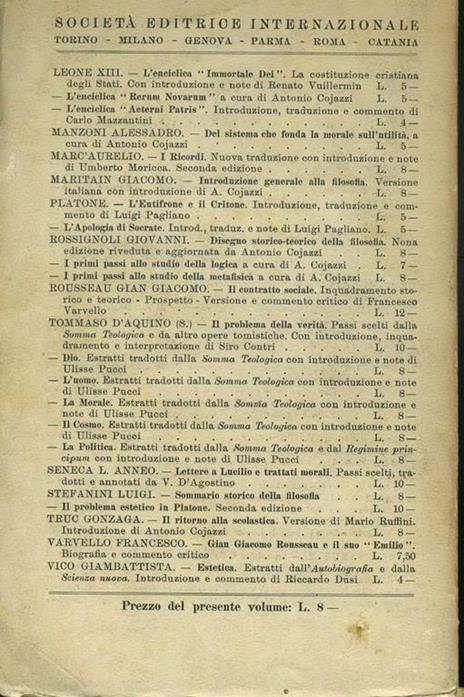 SOCIETÀ EDITRICE INTERNAZIONALE
TORINO - MILANO - GENOVA - PARMA - ROMA - CATANIA
LEONE XIII. — L'enciclica "Immortale Dei". La costituzione cristiana
degli Stati. Con introduzione e note di Renato Vuillermin L. 5 —
— L'enciclica "Rerum Novarum" a cura di Antonio Cojazzi . L. 5 —
— L'enciclica "Aeterni Patris". Introduzione, traduzione e commento di
Carlo Mazzantini . . . . . . . . . . . L. 4 —
MANZONI ALESSADRO. — Del sistema che fonda la morale sull'utilità, a
cura di Antonio Cojazzi . . . . . . . . . . L. 5 —
MARC'AURELIO. — I Ricordi. Nuova traduzione con introduzione e note
di Umberto Moricca. Seconda edizione . . . . . . L. 8 —
MARITAIN GIACOMO. — Introduzione generale alla filosofia. Versione
italiana con introduzione di A. Cojazzi . . . . . . L. 8 —
PLATONE. — L'Eutifrone e il Critone. Introduzione, traduzione e com-
mento di Luigi Pagliano . . . . . . . . . . L. 5 —
— L'Apologia di Socrate. Introd., traduz. e note di Luigi Pagliano. L. 5 —
ROSSIGNOLI GIOVANNI. — Disegno storico-teorico della filosofia. Nona
edizione riveduta e aggiornata da Antonio Cojazzi . . . L. 8 —
— I primi passi allo studio della logica a cura di A. Cojazzi . L. 7 —
— I primi passi allo studio della metafisica a cura di A. Cojazzi . L. 8 —
ROUSSEAU GIAN GIACOMO. — Il contratto sociale. Inquadramento sto-
rico e teorico - Prospetto - Versione e commento critico di Francesco
Varvello . . . . . . . . . . . . . L. 12 —
TOMMASO D'AQUINO (S.) — Il problema della verità. Passi scelti dalla
Somma Teologica e da altre opere tomistiche. Con introduzione, inqua-
dramento e interpretazione di Siro Contri . . . . . L. 10 —
— Dio. Estratti tradotti dalla Somma Teologica con introduzione e note di
Ulisse Pucci . . . . . . . . . . . . L. 8 —
— L'uomo. Estratti tradotti dalla Somma Teologica con introduzione e note
di Ulisse Pucci . . . . . . . . . . . L. 8 —
— La Morale. Estratti tradotti dalla Somma Teologica con introduzione e
note di Ulisse Pucci . . . . . . . . . . L. 8 —
— Il Cosmo. Estratti tradotti dalla Somma Teologica con introduzione e note
di Ulisse Pucci . . . . . . . . . . . L. 8 —
— La Politica. Estratti tradotti dalla Somma Teologica e dal Regimine prin-
cipum con introduzione e note di Ulisse Pucci . . . . L. 8 —
SENECA L. ANNEO. — Lettere a Lucilio e trattati morali. Passi scelti, tra-
dotti e annotati da V. D'Agostino . . . . . . . L. 10 —
STEFANINI LUIGI. — Sommario storico della filosofia . . . L. 8 —
— Il problema estetico in Platone. Seconda edizione . . . L. 10 —
TRUC GONZAGA. — Il ritorno alla scolastica. Versione di Mario Ruffini.
Introduzione di Antonio Cojazzi . . . . . . . L. 8 —
VARVELLO FRANCESCO. — Gian Giacomo Rousseau e il suo "Emilio".
Biografia e commento critico . . . . . . . . L. 7,50
VICO GIAMBATTISTA. — Estetica. Estratti dall'Autobiografia e dalla
Scienza nuova. Introduzione e commento di Riccardo Dusi L. 4 —
Prezzo del presente volume: L. 8 —